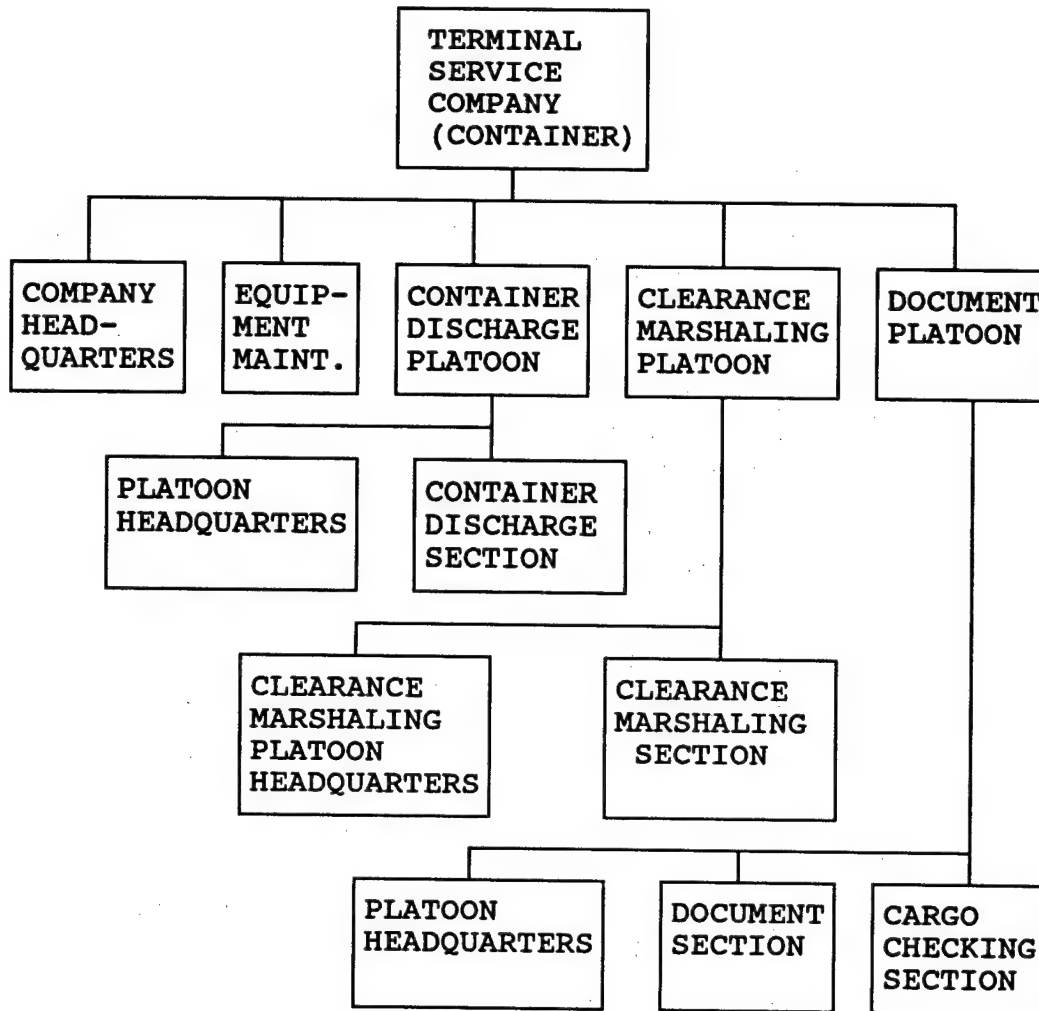 TERMINAL
SERVICE
COMPANY
(CONTAINER)
COMPANY
HEAD-
QUARTERS
EQUIP-
MENT
MAINT.
CONTAINER
DISCHARGE
PLATOON
CLEARANCE
MARSHALING
PLATOON
DOCUMENT
PLATOON
PLATOON
HEADQUARTERS
CONTAINER
DISCHARGE
SECTION
CLEARANCE
MARSHALING
PLATOON
HEADQUARTERS
CLEARANCE
MARSHALING
SECTION
PLATOON
HEADQUARTERS
DOCUMENT
SECTION
CARGO
CHECKING
SECTION